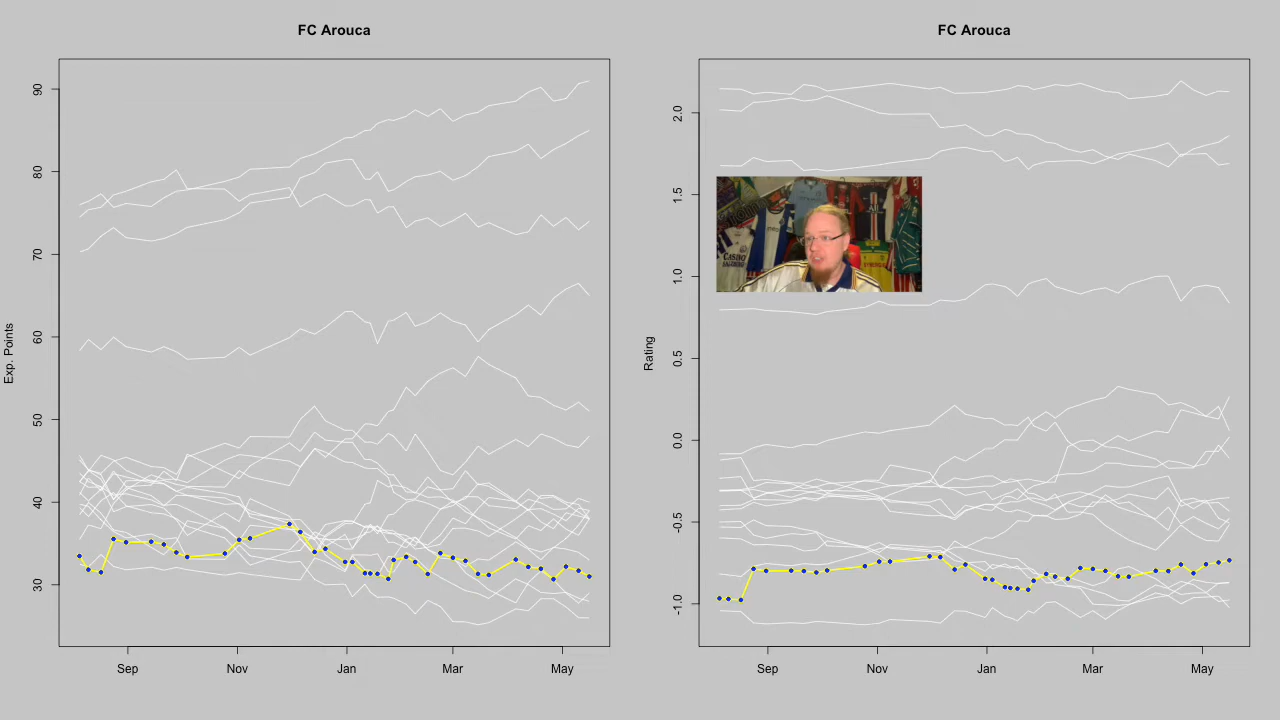 FC Arouca
Exp. Points
90
80
70
60
50
40
30
Sep
Nov
Jan
Mar
May
FC Arouca
Rating
2.0
1.5
1.0
0.5
0.0
-0.5
-1.0
Sep
Nov
Jan
Mar
May
CASINO
SALZBURG